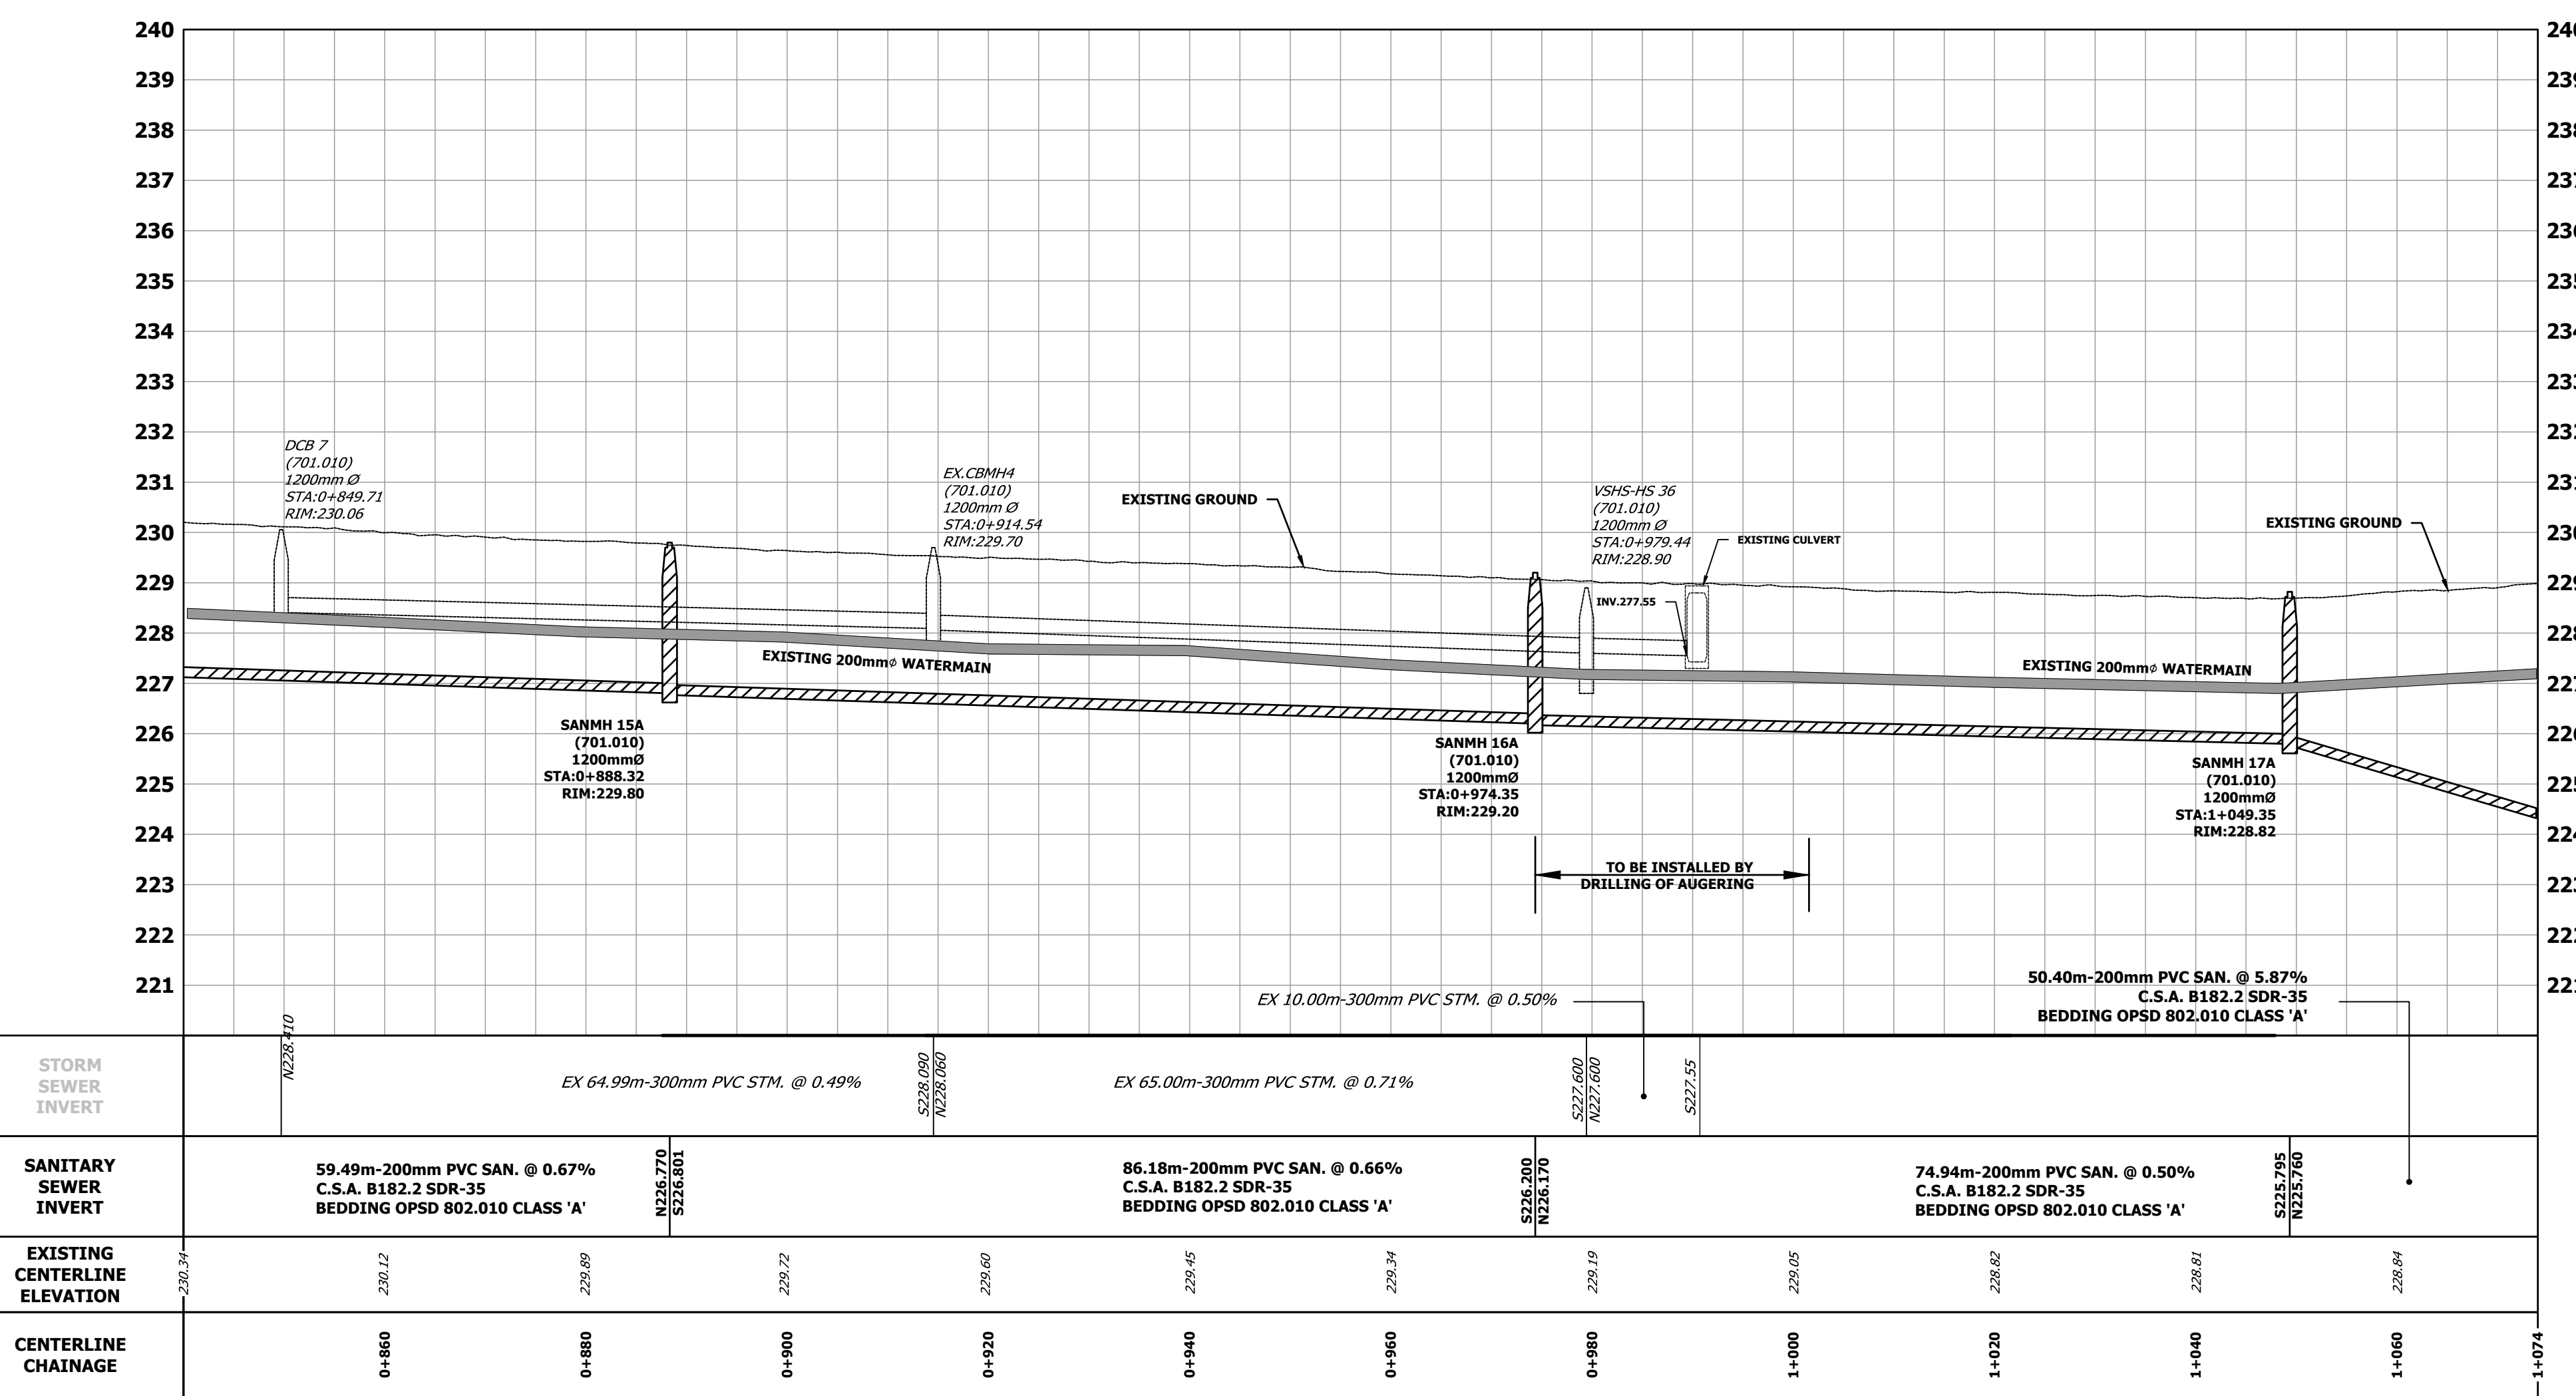 240
239
238
237
236
235
234
233
232
231
230
229
228
227
226
225
224
223
222
221
DCB 7
(701.010)
1200mm Ø
STA:0+849.71
RIM:230.06
EX.CBMH4
(701.010)
1200mm Ø
STA:0+914.54
RIM:229.70
EXISTING GROUND
VSHS-HS 36
(701.010)
1200mm Ø
STA:0+979.44
RIM:228.90
EXISTING CULVERT
INV.277.55
EXISTING GROUND
EXISTING 200mmϕ WATERMAIN
EXISTING 200mmϕ WATERMAIN
SANMH 15A
(701.010)
1200mmØ
STA:0+888.32
RIM:229.80
SANMH 16A
(701.010)
1200mmØ
STA:0+974.35
RIM:229.20
SANMH 17A
(701.010)
1200mmØ
STA:1+049.35
RIM:228.82
TO BE INSTALLED BY
DRILLING OF AUGERING
EX 10.00m-300mm PVC STM. @ 0.50%
50.40m-200mm PVC SAN. @ 5.87%
C.S.A. B182.2 SDR-35
BEDDING OPSD 802.010 CLASS 'A'
STORM
SEWER
INVERT
N228.410
EX 64.99m-300mm PVC STM. @ 0.49%
S228.090
N228.060
EX 65.00m-300mm PVC STM. @ 0.71%
S227.600
N227.600
S227.55
SANITARY
SEWER
INVERT
59.49m-200mm PVC SAN. @ 0.67%
C.S.A. B182.2 SDR-35
BEDDING OPSD 802.010 CLASS 'A'
N226.770
S226.801
86.18m-200mm PVC SAN. @ 0.66%
C.S.A. B182.2 SDR-35
BEDDING OPSD 802.010 CLASS 'A'
S226.200
N226.170
74.94m-200mm PVC SAN. @ 0.50%
C.S.A. B182.2 SDR-35
BEDDING OPSD 802.010 CLASS 'A'
S225.795
N225.760
EXISTING
CENTERLINE
ELEVATION
230.34
230.12
229.89
229.72
229.60
229.45
229.34
229.19
229.05
228.82
228.81
228.84
CENTERLINE
CHAINAGE
0+860
0+880
0+900
0+920
0+940
0+960
0+980
1+000
1+020
1+040
1+060
1+074